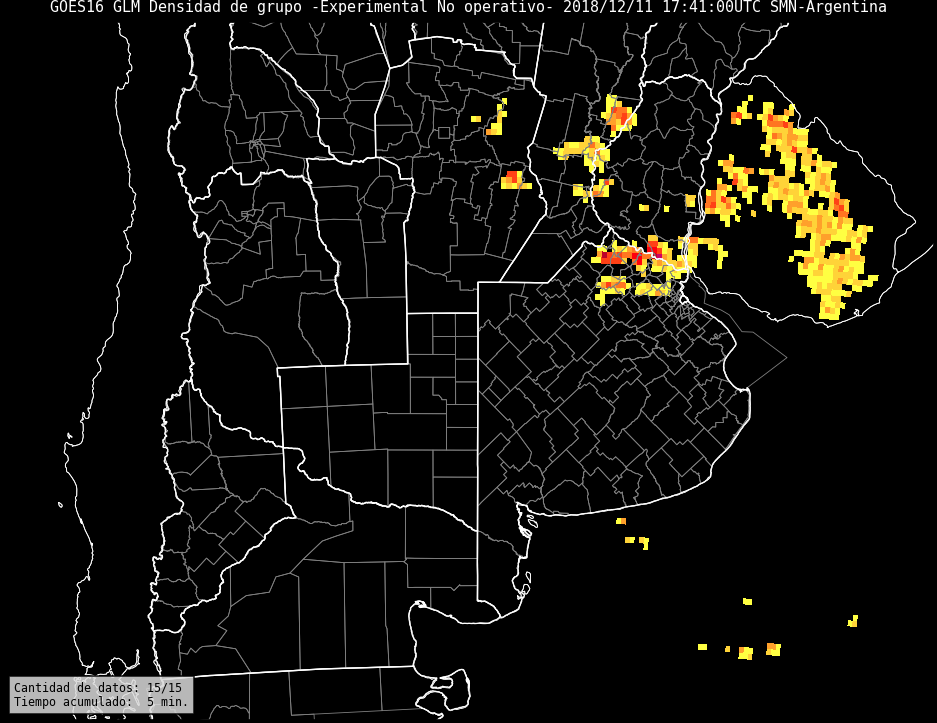 GOES16 GLM Densidad de grupo -Experimental No operativo- 2018/12/11 17:41:00UTC SMN-Argentina
Cantidad de datos: 15/15
Tiempo acumulado:  5 min.